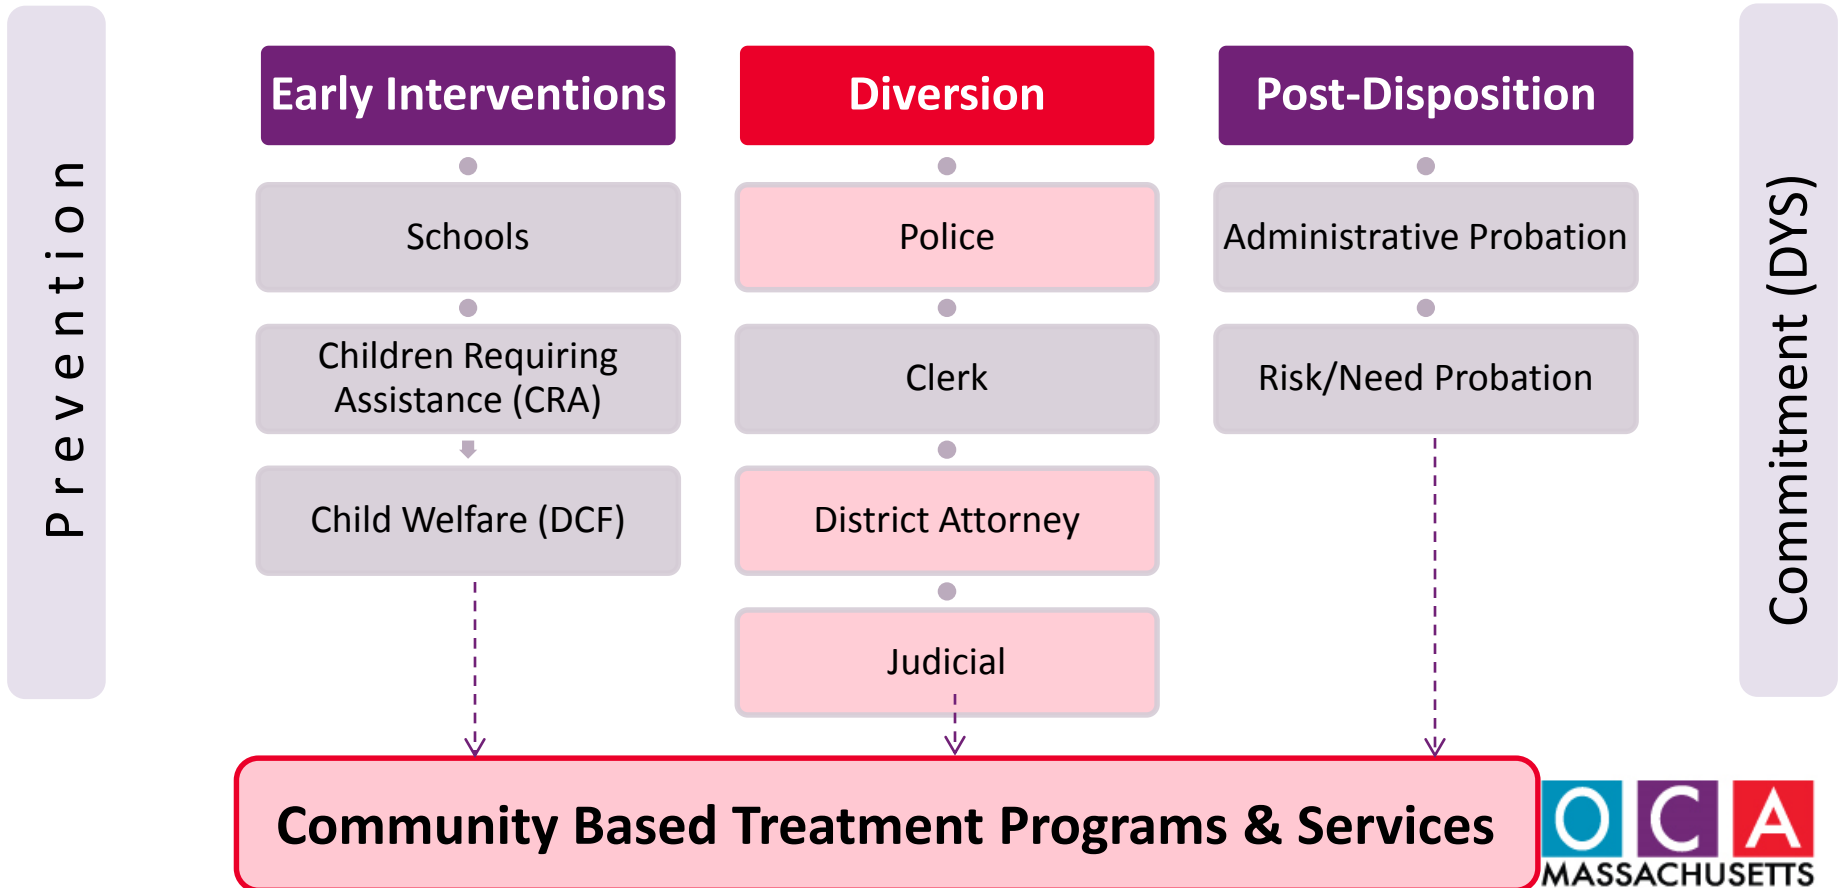 Prevention
Early Interventions
Schools
Children Requiring
Assistance (CRA)
Child Welfare (DCF)
Diversion
Police
Clerk
District Attorney
Judicial
Post-Disposition
Administrative Probation
Risk/Need Probation
Commitment (DYS)
Community Based Treatment Programs & Services
OCA
MASSACHUSETTS